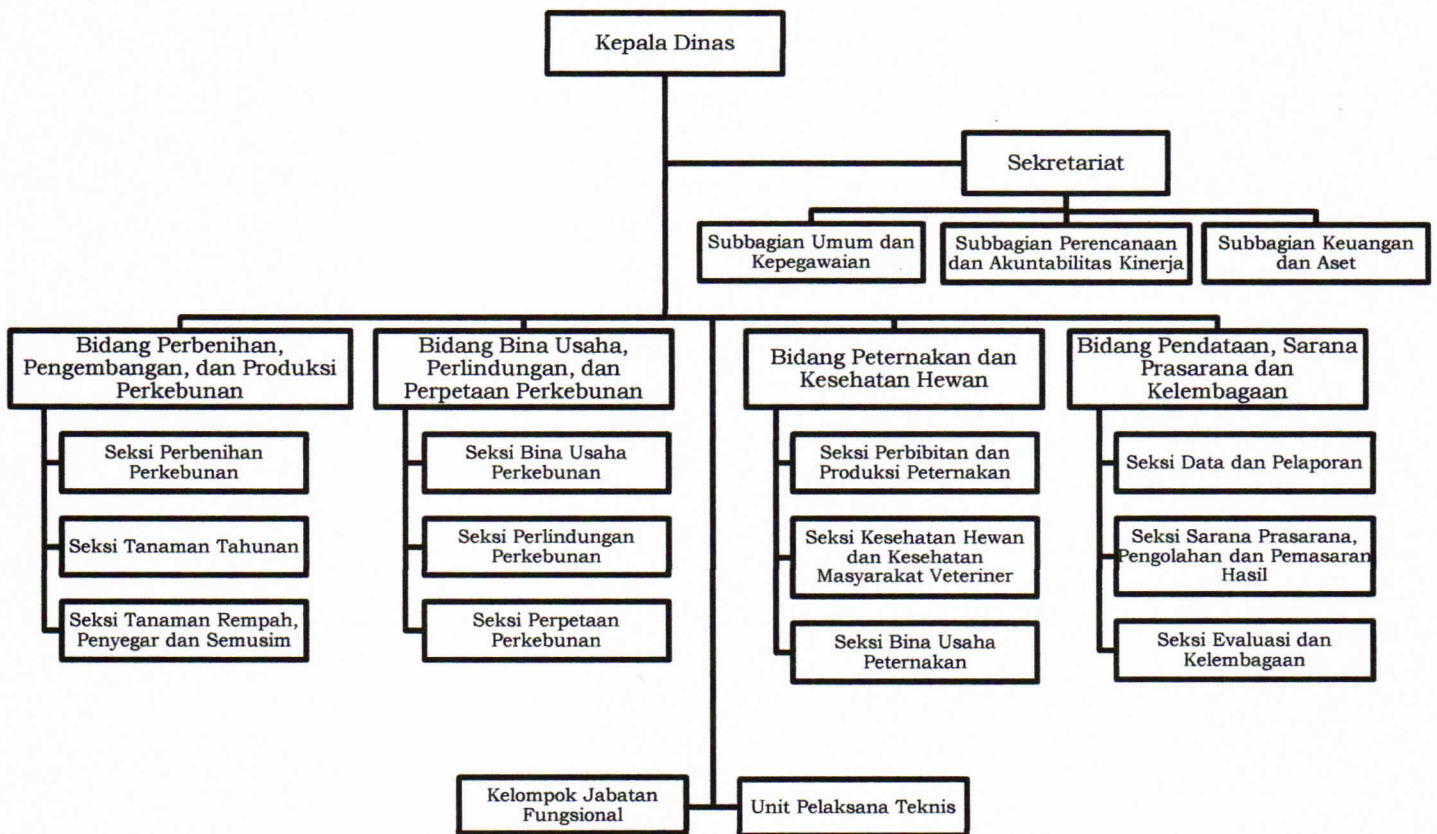 Kepala Dinas
Sekretariat
Subbagian Umum dan
Kepegawaian
Subbagian Perencanaan
dan Akuntabilitas Kinerja
Subbagian Keuangan
dan Aset
Bidang Perbenihan,
Pengembangan, dan Produksi
Perkebunan
Bidang Bina Usaha,
Perlindungan, dan
Perpetaan Perkebunan
Bidang Peternakan dan
Kesehatan Hewan
Bidang Pendataan, Sarana
Prasarana dan
Kelembagaan
Seksi Perbenihan
Perkebunan
Seksi Tanaman Tahunan
Seksi Tanaman Rempah,
Penyegar dan Semusim
Seksi Bina Usaha
Perkebunan
Seksi Perlindungan
Perkebunan
Seksi Perpetaan
Perkebunan
Seksi Perbibitan dan
Produksi Peternakan
Seksi Kesehatan Hewan
dan Kesehatan
Masyarakat Veteriner
Seksi Bina Usaha
Peternakan
Seksi Data dan Pelaporan
Seksi Sarana Prasarana,
Pengolahan dan Pemasaran
Hasil
Seksi Evaluasi dan
Kelembagaan
Kelompok Jabatan
Fungsional
Unit Pelaksana Teknis